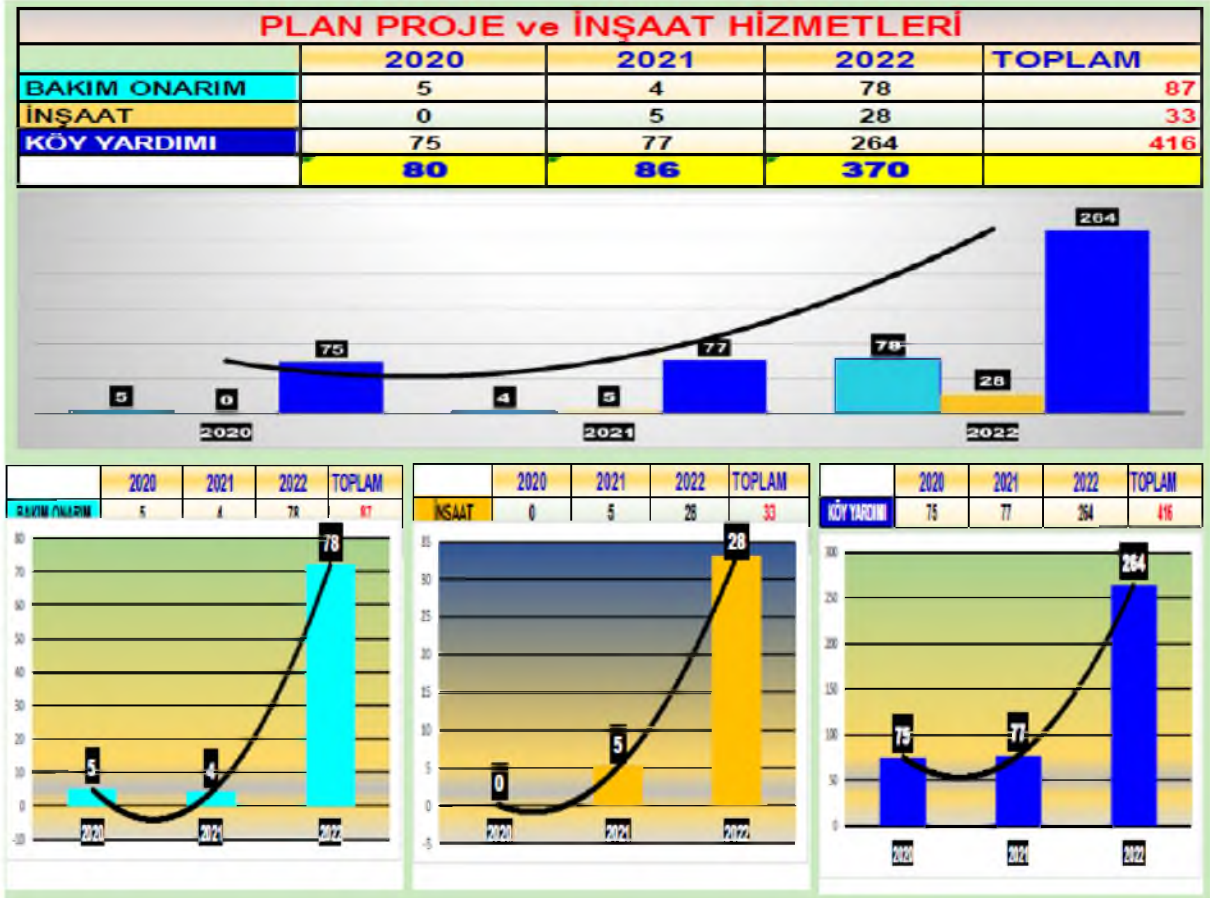 PLAN PROJE ve İNŞAAT HİZMETLERİ
2020 2021 2022 TOPLAM
BAKIM ONARIM 5 4 78 87
İNŞAAT 0 5 28 33
KÖY YARDIMI 75 77 264 416
80 86 370
5 0 75 4 5 77 78 28 264
2020 2021 2022
2020 2021 2022 TOPLAM
BAKIM ONARIM 5 4 78 87
80
70
60
50
40
30
20
10
0
-10
5 4 78
2020 2021 2022
2020 2021 2022 TOPLAM
İNŞAAT 0 5 28 33
35
30
25
20
15
10
5
0
-5
0 5 28
2020 2021 2022
2020 2021 2022 TOPLAM
KÖY YARDIMI 75 77 264 416
300
250
200
150
100
50
0
75 77 264
2020 2021 2022